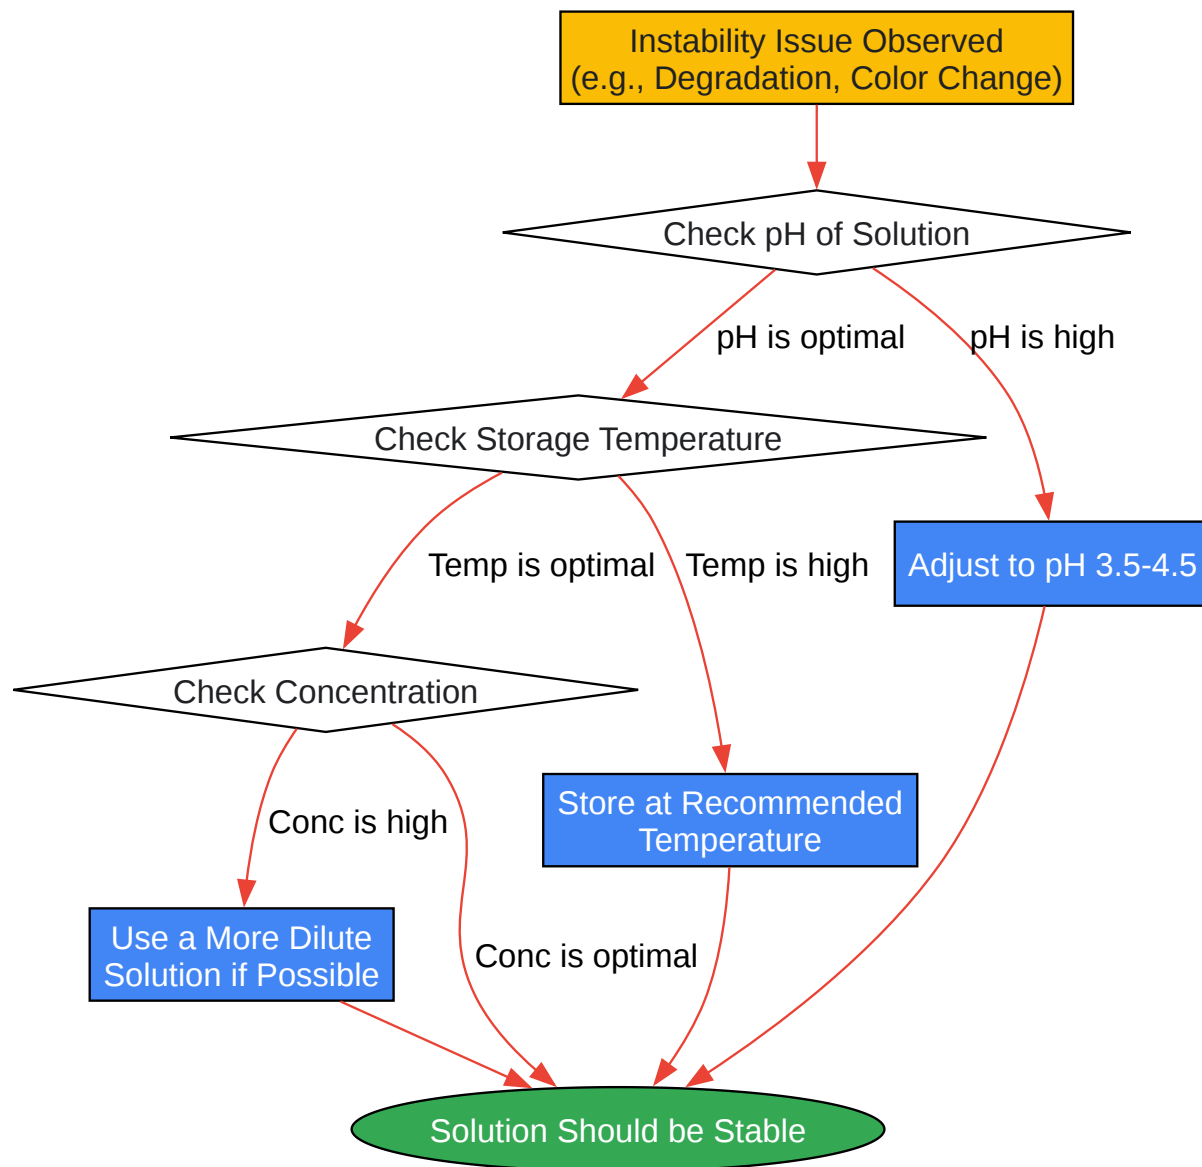 Instability Issue Observed
(e.g., Degradation, Color Change)
Check pH of Solution
pH is optimal
pH is high
Check Storage Temperature
Temp is optimal
Temp is high
Adjust to pH 3.5-4.5
Check Concentration
Store at Recommended
Temperature
Conc is high
Use a More Dilute
Solution if Possible
Conc is optimal
Solution Should be Stable